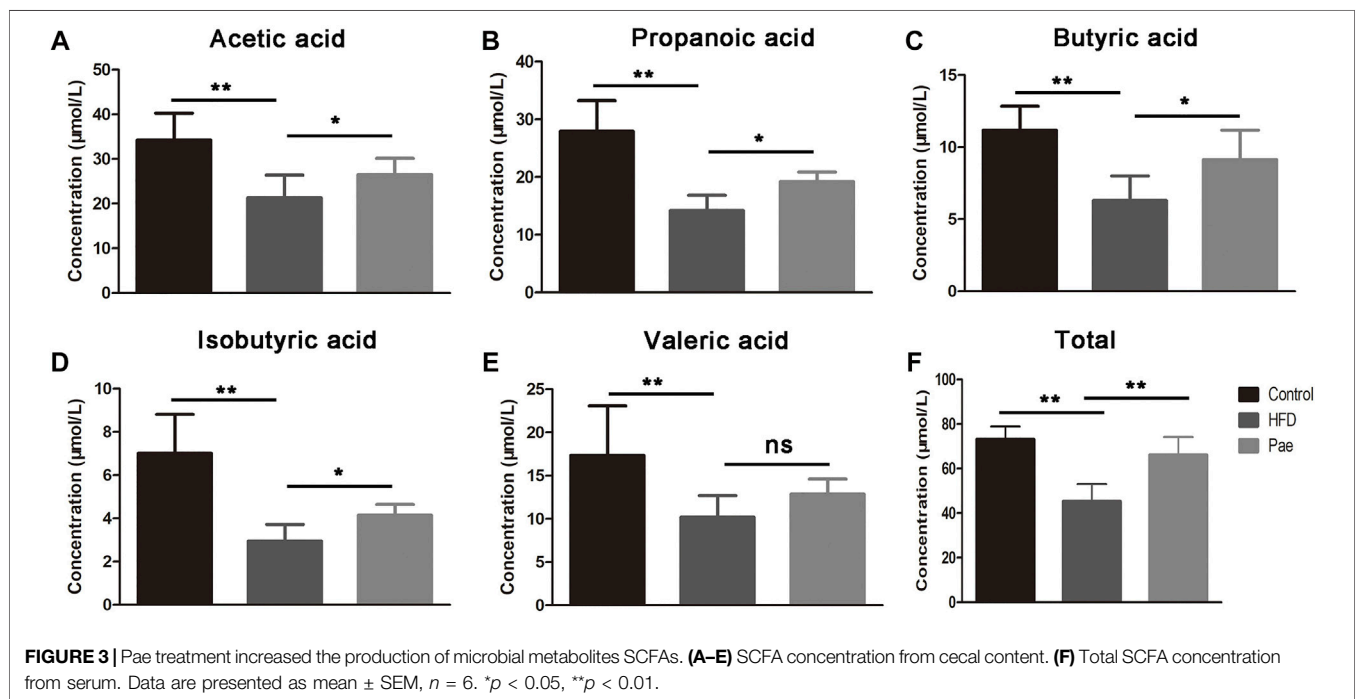 A
Acetic acid
Concentration (µmol/L)
50
40
30
20
10
0
**
*
B
Propanoic acid
Concentration (µmol/L)
40
30
20
10
0
**
*
C
Butyric acid
Concentration (µmol/L)
15
10
5
0
**
*
D
Isobutyric acid
Concentration (µmol/L)
10
8
6
4
2
0
**
*
E
Valeric acid
Concentration (µmol/L)
25
20
15
10
5
0
**
ns
F
Total
Concentration (µmol/L)
100
80
60
40
20
0
**
**
Control
HFD
Pae
FIGURE 3 | Pae treatment increased the production of microbial metabolites SCFAs. (A–E) SCFA concentration from cecal content. (F) Total SCFA concentration
from serum. Data are presented as mean ± SEM, n = 6. *p < 0.05, **p < 0.01.